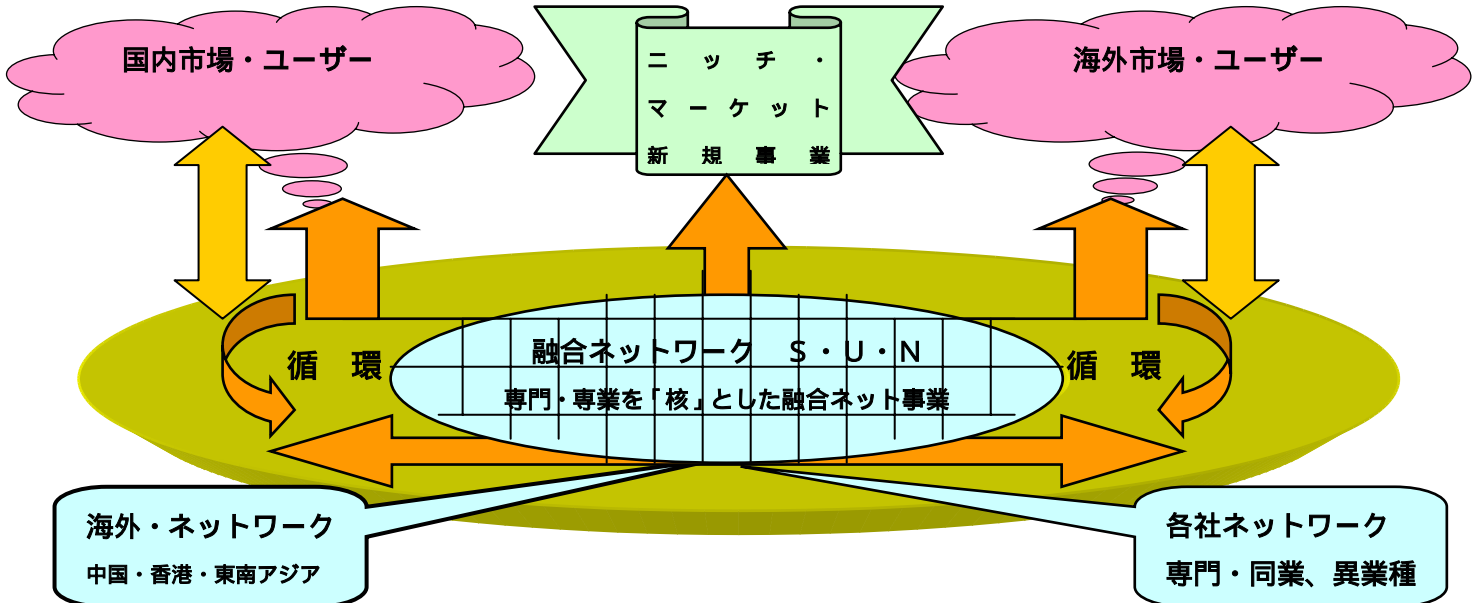 国内市場・ユーザー
ニッチ・
マーケット
新規事業
海外市場・ユーザー
融合ネットワーク　Ｓ・Ｕ・Ｎ
専門・専業を「核」とした融合ネット事業
循　環
循　環
海外・ネットワーク
中国・香港・東南アジア
各社ネットワーク
専門・同業、異業種